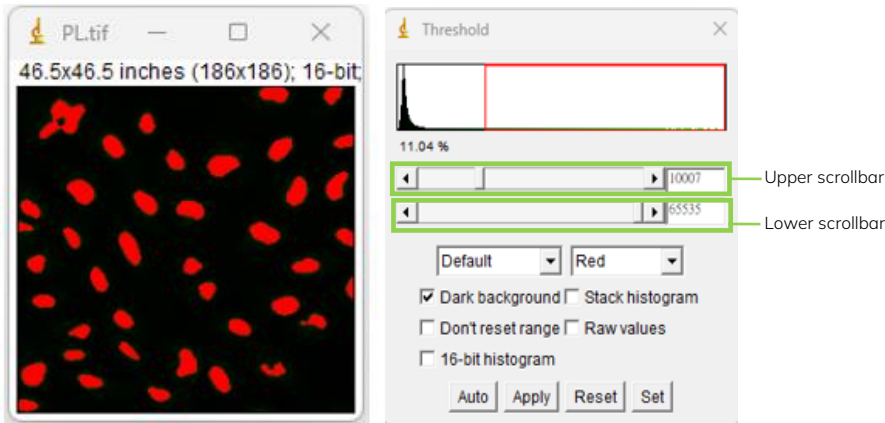 PL.tif
46.5x46.5 inches (186x186); 16-bit;
Threshold
11.04 %
10007
Upper scrollbar
65535
Lower scrollbar
Default
Red
Dark background
Stack histogram
Don't reset range
Raw values
16-bit histogram
Auto
Apply
Reset
Set